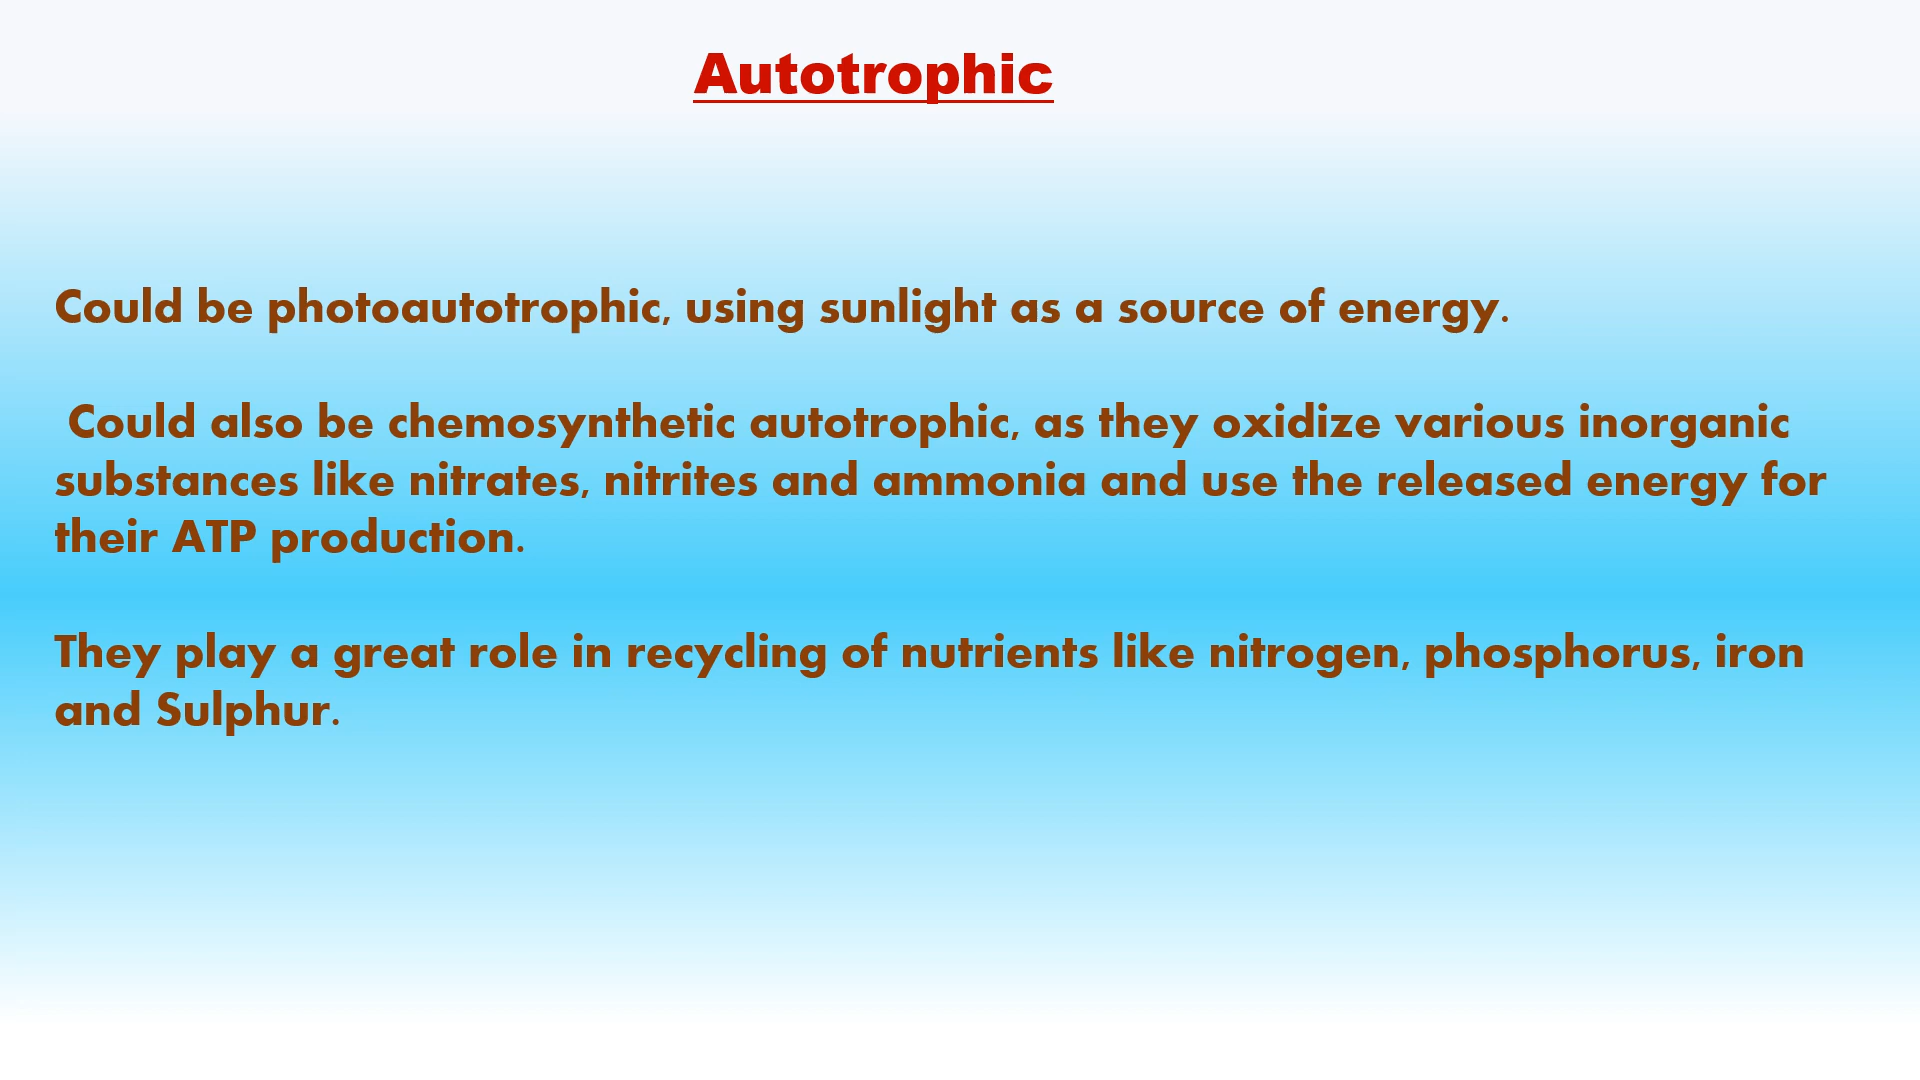 Autotrophic
Could be photoautotrophic, using sunlight as a source of energy.
Could also be chemosynthetic autotrophic, as they oxidize various inorganic
substances like nitrates, nitrites and ammonia and use the released energy for
their ATP production.
They play a great role in recycling of nutrients like nitrogen, phosphorus, iron
and Sulphur.